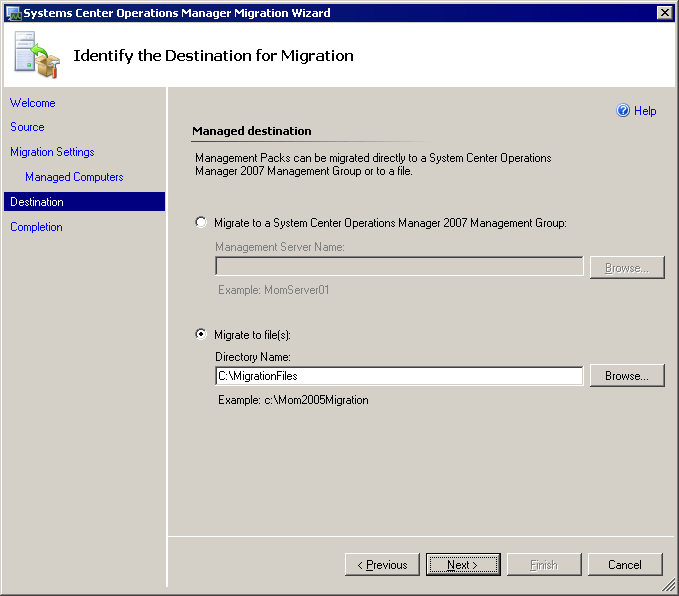 Systems Center Operations Manager Migration Wizard
Identify the Destination for Migration
Welcome
Source
Migration Settings
Managed Computers
Destination
Completion
Help
Managed destination
Management Packs can be migrated directly to a System Center Operations
Manager 2007 Management Group or to a file.
Migrate to a System Center Operations Manager 2007 Management Group:
Management Server Name:
Browse...
Example: MomServer01
Migrate to file(s):
Directory Name:
C:\MigrationFiles
Browse...
Example: c:\Mom2005Migration
< Previous
Next >
Finish
Cancel